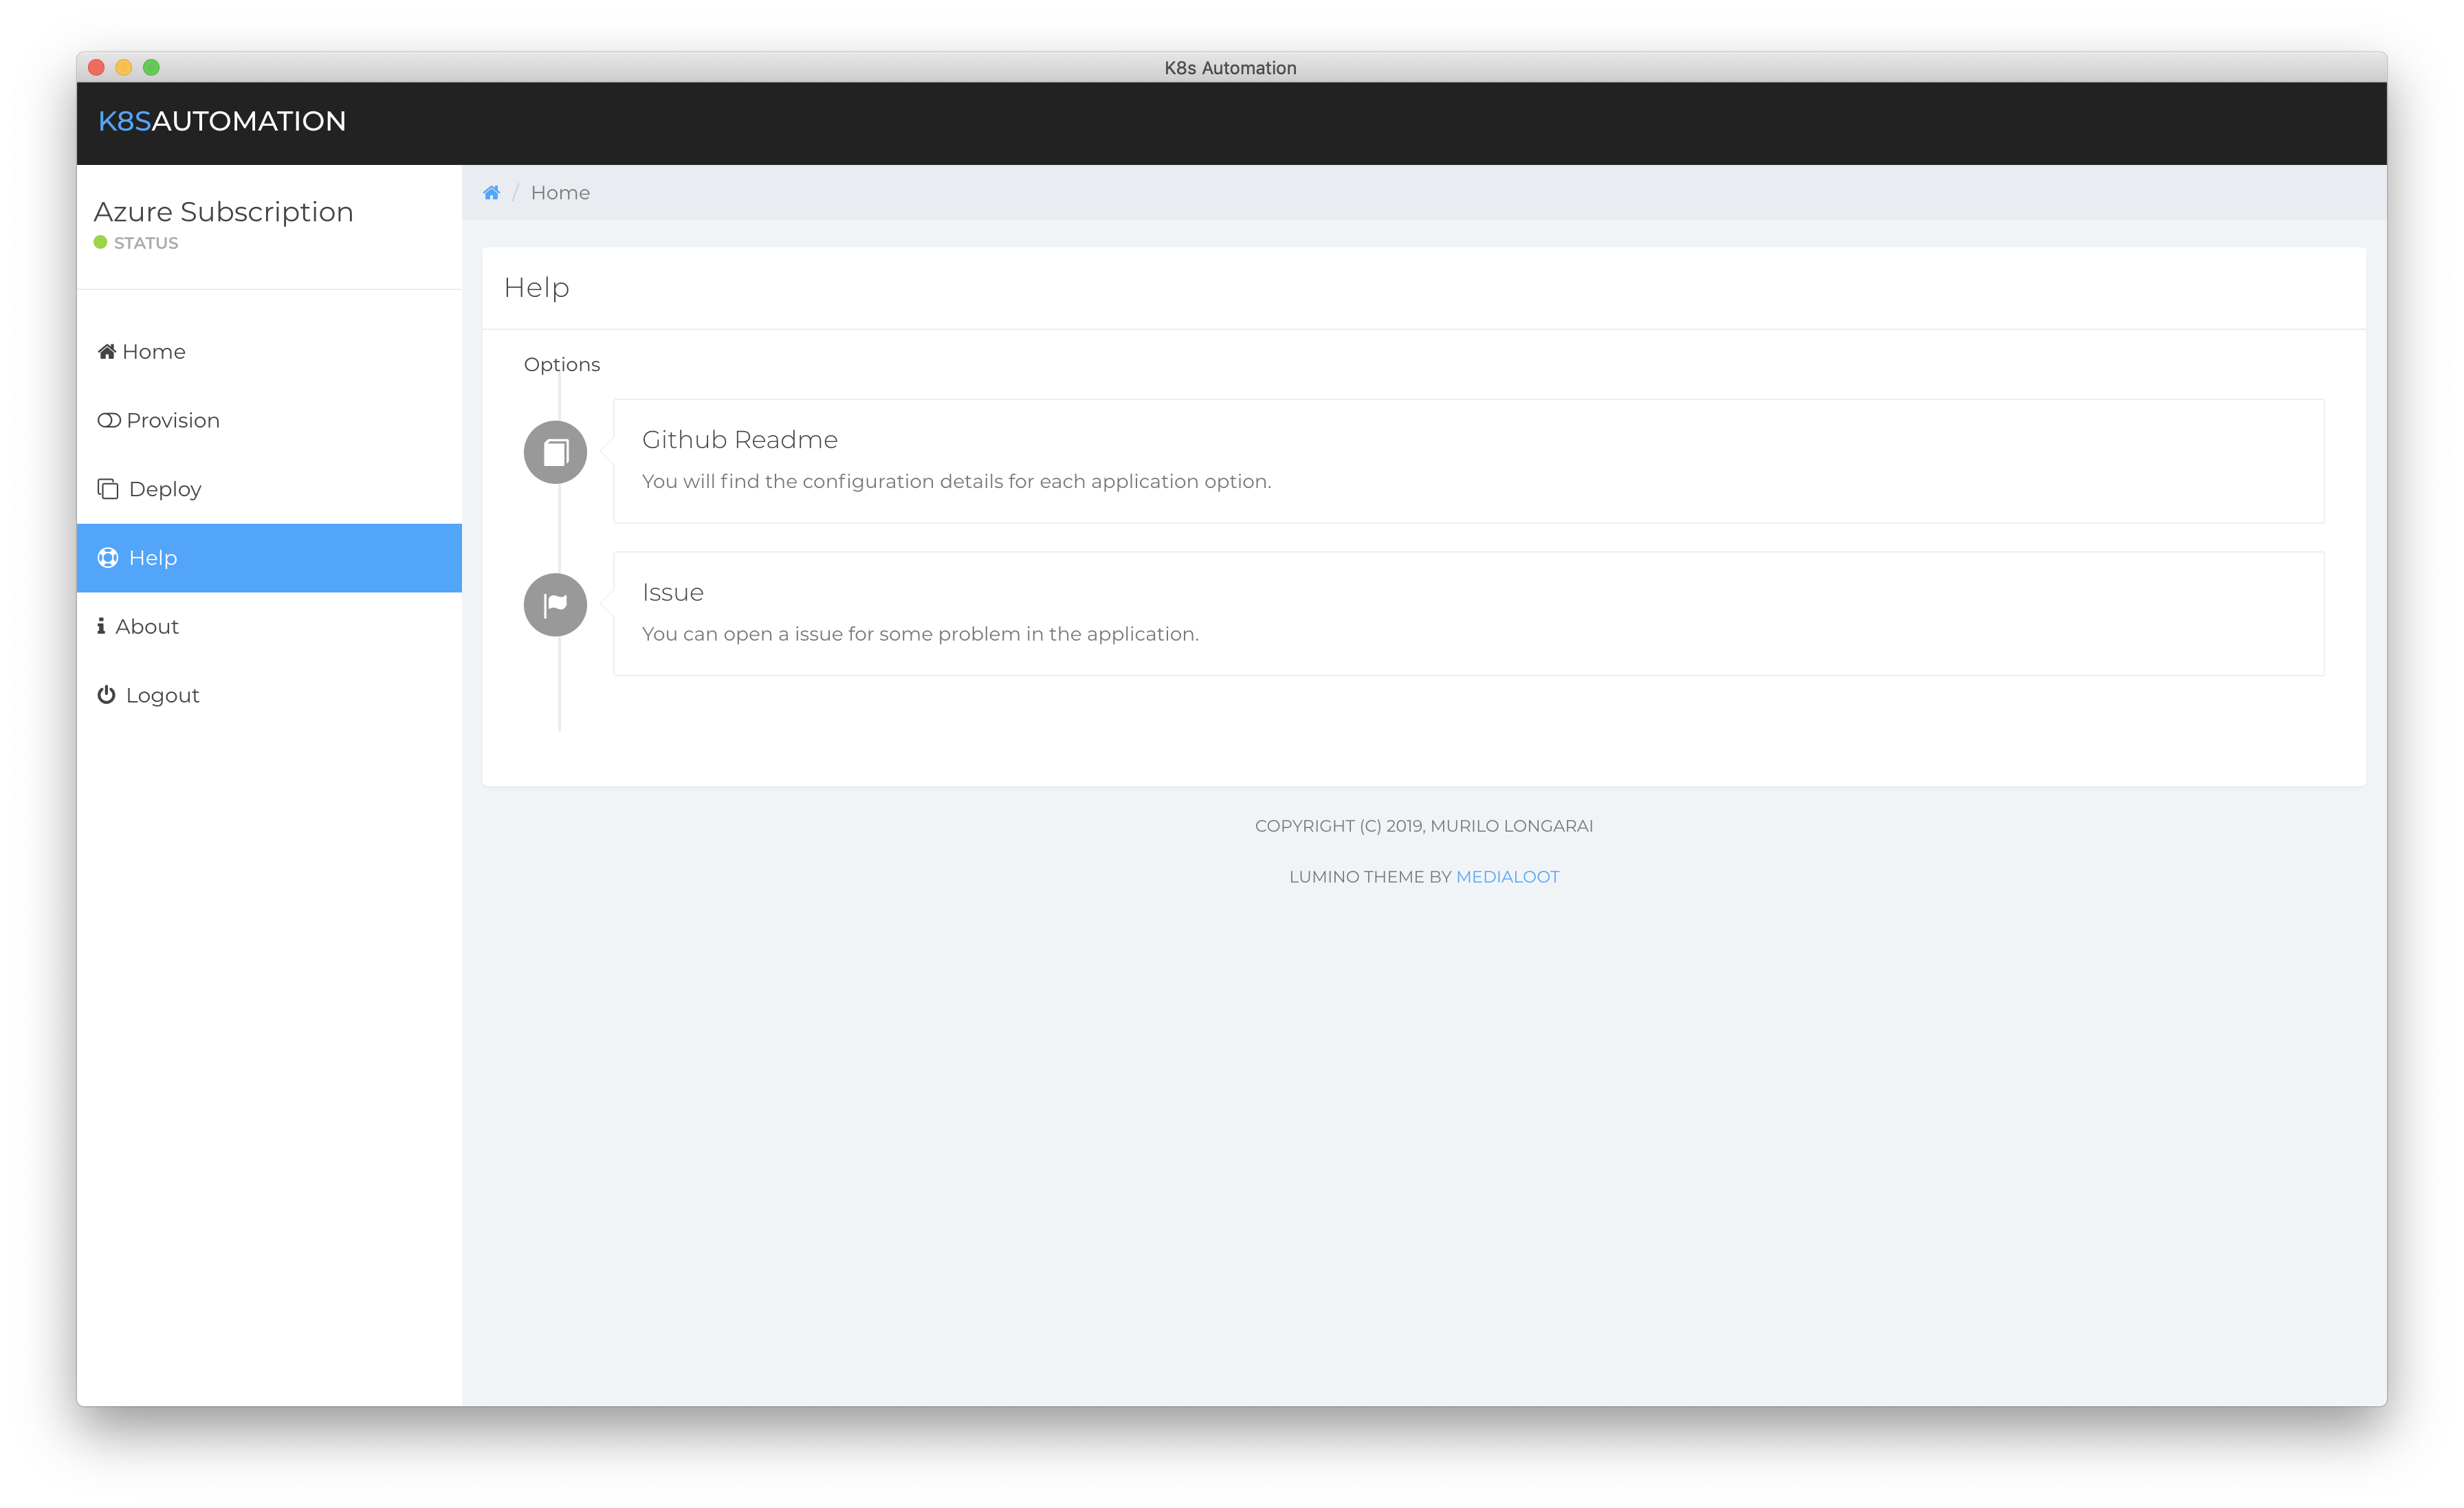 K8s Automation
K8SAUTOMATION
Azure Subscription
STATUS
Home
Provision
Deploy
Help
About
Logout
/ Home
Help
Options
Github Readme
You will find the configuration details for each application option.
Issue
You can open a issue for some problem in the application.
COPYRIGHT (C) 2019, MURILO LONGARAI
LUMINO THEME BY MEDIALOOT